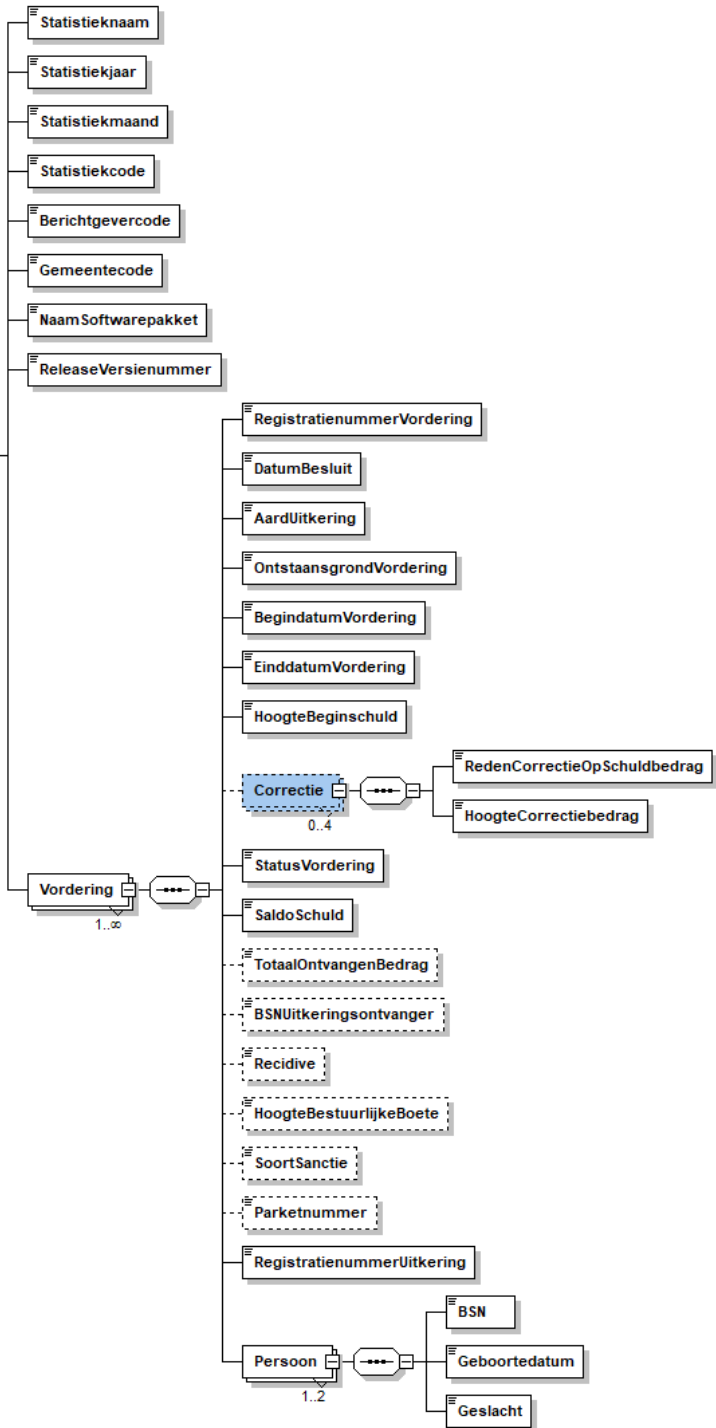 Statistieknaam
Statistiekjaar
Statistiekmaand
Statistiekcode
Berichtgevercode
Gemeentecode
NaamSoftwarepakket
ReleaseVersienummer
RegistratienummerVordering
DatumBesluit
AardUitkering
OntstaansgrondVordering
BegindatumVordering
EinddatumVordering
HoogteBeginschuld
Correctie
0..4
RedenCorrectieOpSchuldbedrag
HoogteCorrectiebedrag
Vordering
1..∞
StatusVordering
SaldoSchuld
TotaalOntvangenBedrag
BSNUitkeringsontvanger
Recidive
HoogteBestuurlijkeBoete
SoortSanctie
Parketnummer
RegistratienummerUitkering
Persoon
1..2
BSN
Geboortedatum
Geslacht